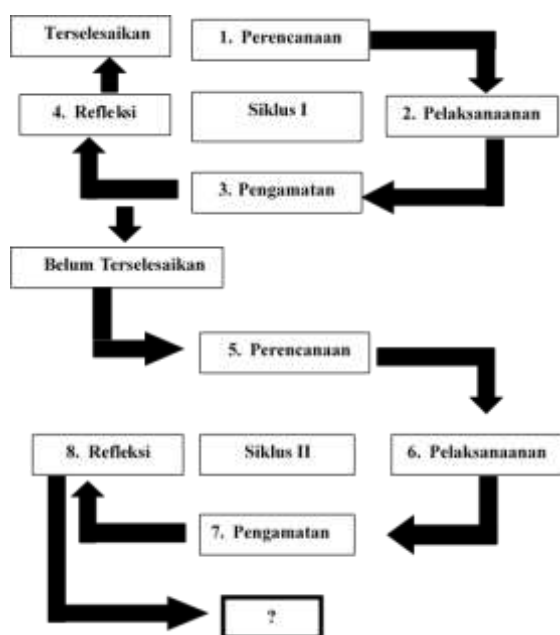 Terselesaikan
1. Perencanaan
4. Refleksi
Siklus I
2. Pelaksanaanan
3. Pengamatan
Belum Terselesaikan
5. Perencanaan
8. Refleksi
Siklus II
6. Pelaksanaanan
7. Pengamatan
?